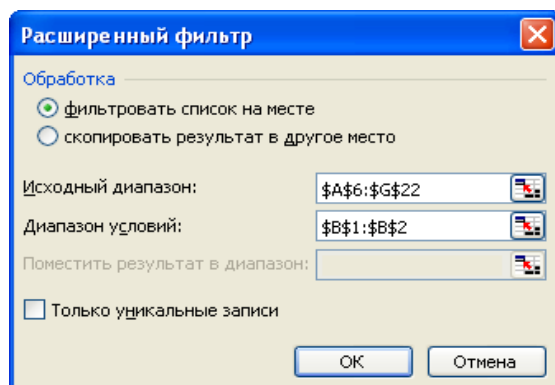 Расширенный фильтр
Обработка
фильтровать список на месте
скопировать результат в другое место
Исходный диапазон: $A$6:$G$22
Диапазон условий: $B$1:$B$2
Поместить результат в диапазон:
Только уникальные записи
ОК Отмена